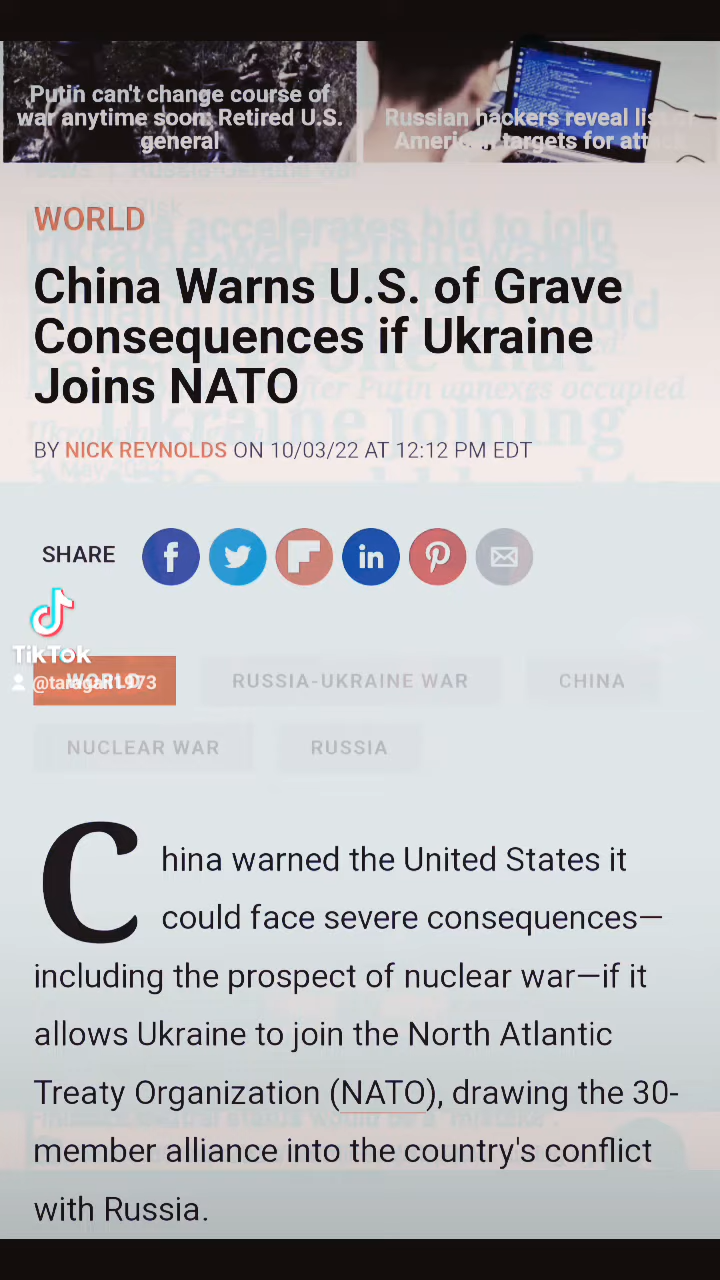 Putin can't change course of
war anytime soon: Retired U.S.
general
Russian hackers reveal list of
American targets for attack
WORLD
China Warns U.S. of Grave
Consequences if Ukraine
Joins NATO
BY NICK REYNOLDS ON 10/03/22 AT 12:12 PM EDT
SHARE
TikTok
WORLD
RUSSIA-UKRAINE WAR
CHINA
NUCLEAR WAR
RUSSIA
China warned the United States it
could face severe consequences—
including the prospect of nuclear war—if it
allows Ukraine to join the North Atlantic
Treaty Organization (NATO), drawing the 30-
member alliance into the country's conflict
with Russia.